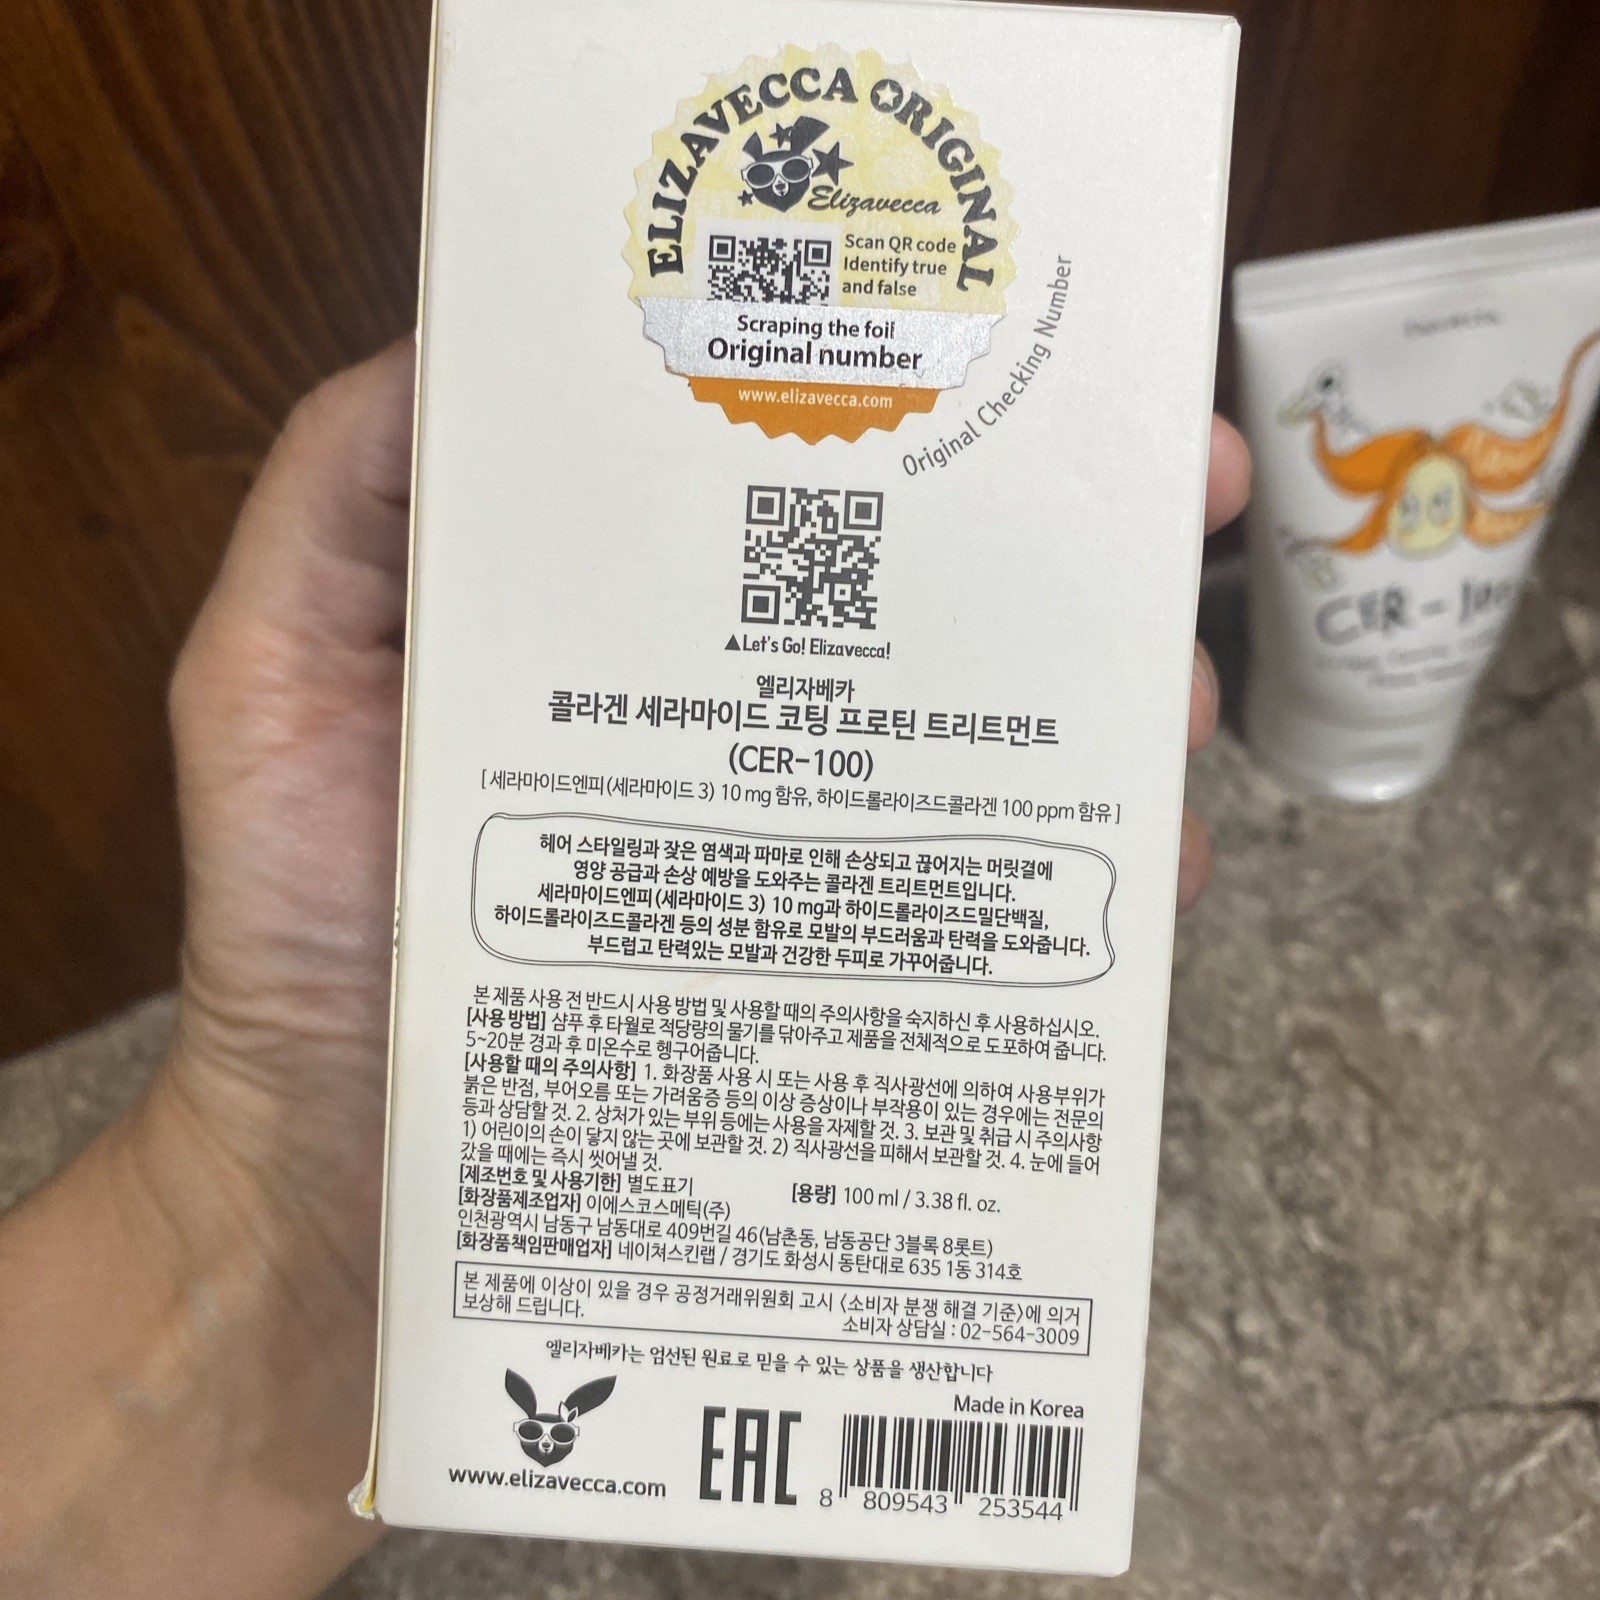 ELIZAVECCA ORIGINAL
Elizavecca
Scan QR code
Identify true
and false
Scraping the foil
Original number
www.elizavecca.com
Original Checking Number
▲Let's Go! Elizavecca!
엘리자베카
콜라겐 세라마이드 코팅 프로틴 트리트먼트
(CER-100)
[ 세라마이드엔피(세라마이드 3) 10 mg 함유, 하이드롤라이즈드콜라겐 100 ppm 함유 ]
헤어 스타일링과 잦은 염색과 파마로 인해 손상되고 끊어지는 머릿결에
영양 공급과 손상 예방을 도와주는 콜라겐 트리트먼트입니다.
세라마이드엔피(세라마이드 3) 10 mg과 하이드롤라이즈드밀단백질,
하이드롤라이즈드콜라겐 등의 성분 함유로 모발의 부드러움과 탄력을 도와줍니다.
부드럽고 탄력있는 모발과 건강한 두피로 가꾸어줍니다.
본 제품 사용 전 반드시 사용 방법 및 사용할 때의 주의사항을 숙지하신 후 사용하십시오.
[사용 방법] 샴푸 후 타월로 적당량의 물기를 닦아주고 제품을 전체적으로 도포하여 줍니다.
5~20분 경과 후 미온수로 헹구어줍니다.
[사용할 때의 주의사항] 1. 화장품 사용 시 또는 사용 후 직사광선에 의하여 사용부위가
붉은 반점, 부어오름 또는 가려움증 등의 이상 증상이나 부작용이 있는 경우에는 전문의
등과 상담할 것. 2. 상처가 있는 부위 등에는 사용을 자제할 것. 3. 보관 및 취급 시 주의사항
1) 어린이의 손이 닿지 않는 곳에 보관할 것. 2) 직사광선을 피해서 보관할 것. 4. 눈에 들어
갔을 때에는 즉시 씻어낼 것.
[제조번호 및 사용기한] 별도표기 [용량] 100 ml / 3.38 fl. oz.
[화장품제조업자] 이에스코스메틱(주)
인천광역시 남동구 남동대로 409번길 46(남촌동, 남동공단 3블록 8롯트)
[화장품책임판매업자] 네이쳐스킨랩 / 경기도 화성시 동탄대로 635 1동 314호
본 제품에 이상이 있을 경우 공정거래위원회 고시 〈소비자 분쟁 해결 기준〉에 의거
보상해 드립니다. 소비자 상담실 : 02-564-3009
엘리자베카는 엄선된 원료로 믿을 수 있는 상품을 생산합니다
Made in Korea
www.elizavecca.com
EAC
8 809543 253544
CER-